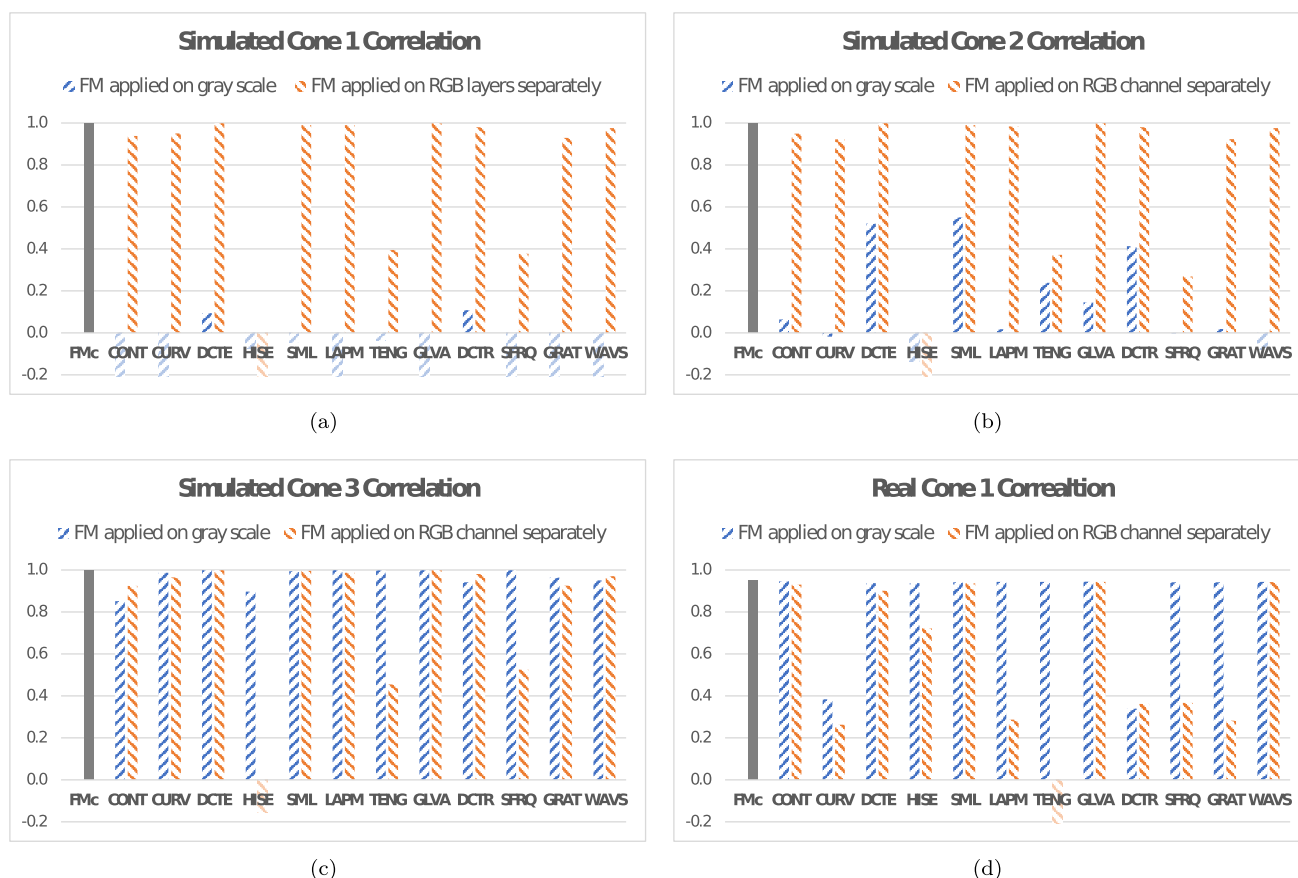 Simulated Cone 1 Correlation
FM applied on gray scale FM applied on RGB layers separately
1.0
0.8
0.6
0.4
0.2
0.0
FMc CONT CURV DCTE HISE SML LAPM TENG GLVA DCTR SFRQ GRAT WAVS
-0.2
(a)
Simulated Cone 2 Correlation
FM applied on gray scale FM applied on RGB channel separately
1.0
0.8
0.6
0.4
0.2
0.0
FMc CONT CURV DCTE HISE SML LAPM TENG GLVA DCTR SFRQ GRAT WAVS
-0.2
(b)
Simulated Cone 3 Correlation
FM applied on gray scale FM applied on RGB channel separately
1.0
0.8
0.6
0.4
0.2
0.0
FMc CONT CURV DCTE HISE SML LAPM TENG GLVA DCTR SFRQ GRAT WAVS
-0.2
(c)
Real Cone 1 Correaltion
FM applied on gray scale FM applied on RGB channel separately
1.0
0.8
0.6
0.4
0.2
0.0
FMc CONT CURV DCTE HISE SML LAPM TENG GLVA DCTR SFRQ GRAT WAVS
-0.2
(d)